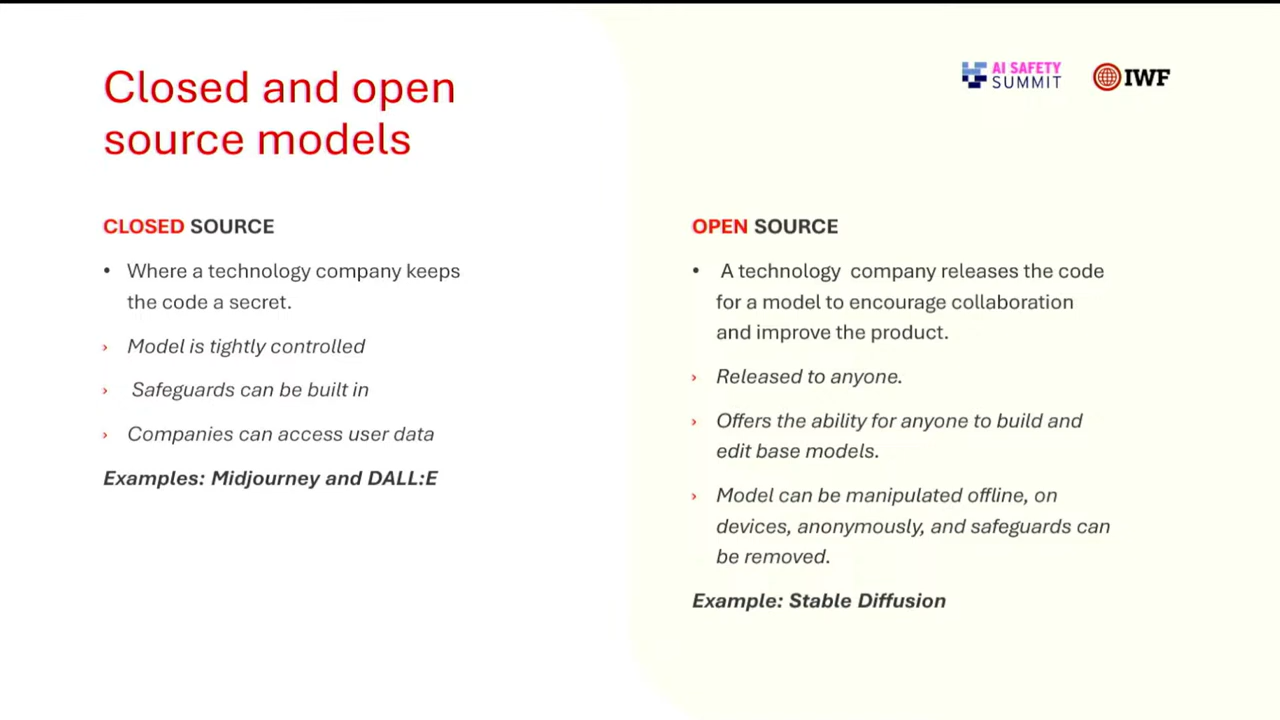 Closed and open
source models
AI SAFETY
SUMMIT
IWF
CLOSED SOURCE
• Where a technology company keeps
the code a secret.
› Model is tightly controlled
› Safeguards can be built in
› Companies can access user data
Examples: Midjourney and DALL:E
OPEN SOURCE
• A technology company releases the code
for a model to encourage collaboration
and improve the product.
› Released to anyone.
› Offers the ability for anyone to build and
edit base models.
› Model can be manipulated offline, on
devices, anonymously, and safeguards can
be removed.
Example: Stable Diffusion